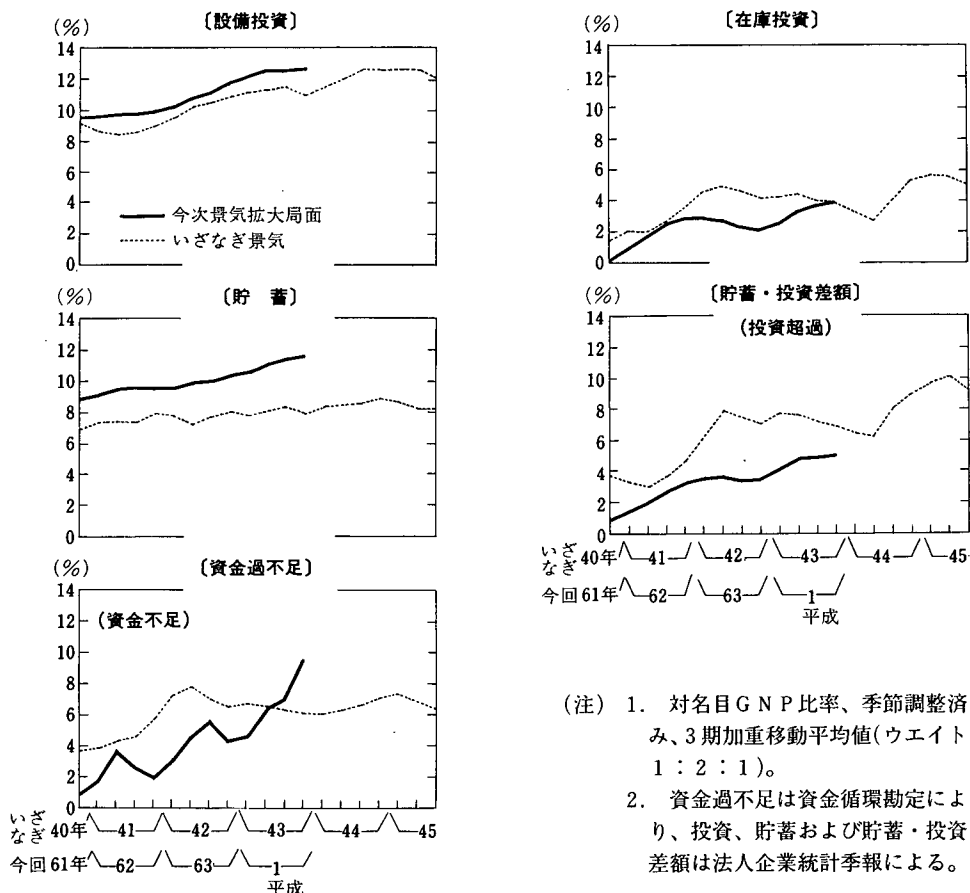 (%)
〔設備投資〕
14
12
10
8
6
4
2
0
今次景気拡大局面
いざなぎ景気
(%)
〔在庫投資〕
14
12
10
8
6
4
2
0
(%)
〔貯 蓄〕
14
12
10
8
6
4
2
0
(%)
〔貯蓄・投資差額〕
(投資超過)
14
12
10
8
6
4
2
0
いざなぎ 40年 41 42 43 44 45
今回 61年 62 63 1
平成
(%)
〔資金過不足〕
(資金不足)
14
12
10
8
6
4
2
0
いざなぎ 40年 41 42 43 44 45
今回 61年 62 63 1
平成
(注) 1. 対名目GNP比率、季節調整済
み、3期加重移動平均値(ウエイト
1:2:1)。
2. 資金過不足は資金循環勘定によ
り、投資、貯蓄および貯蓄・投資
差額は法人企業統計季報による。